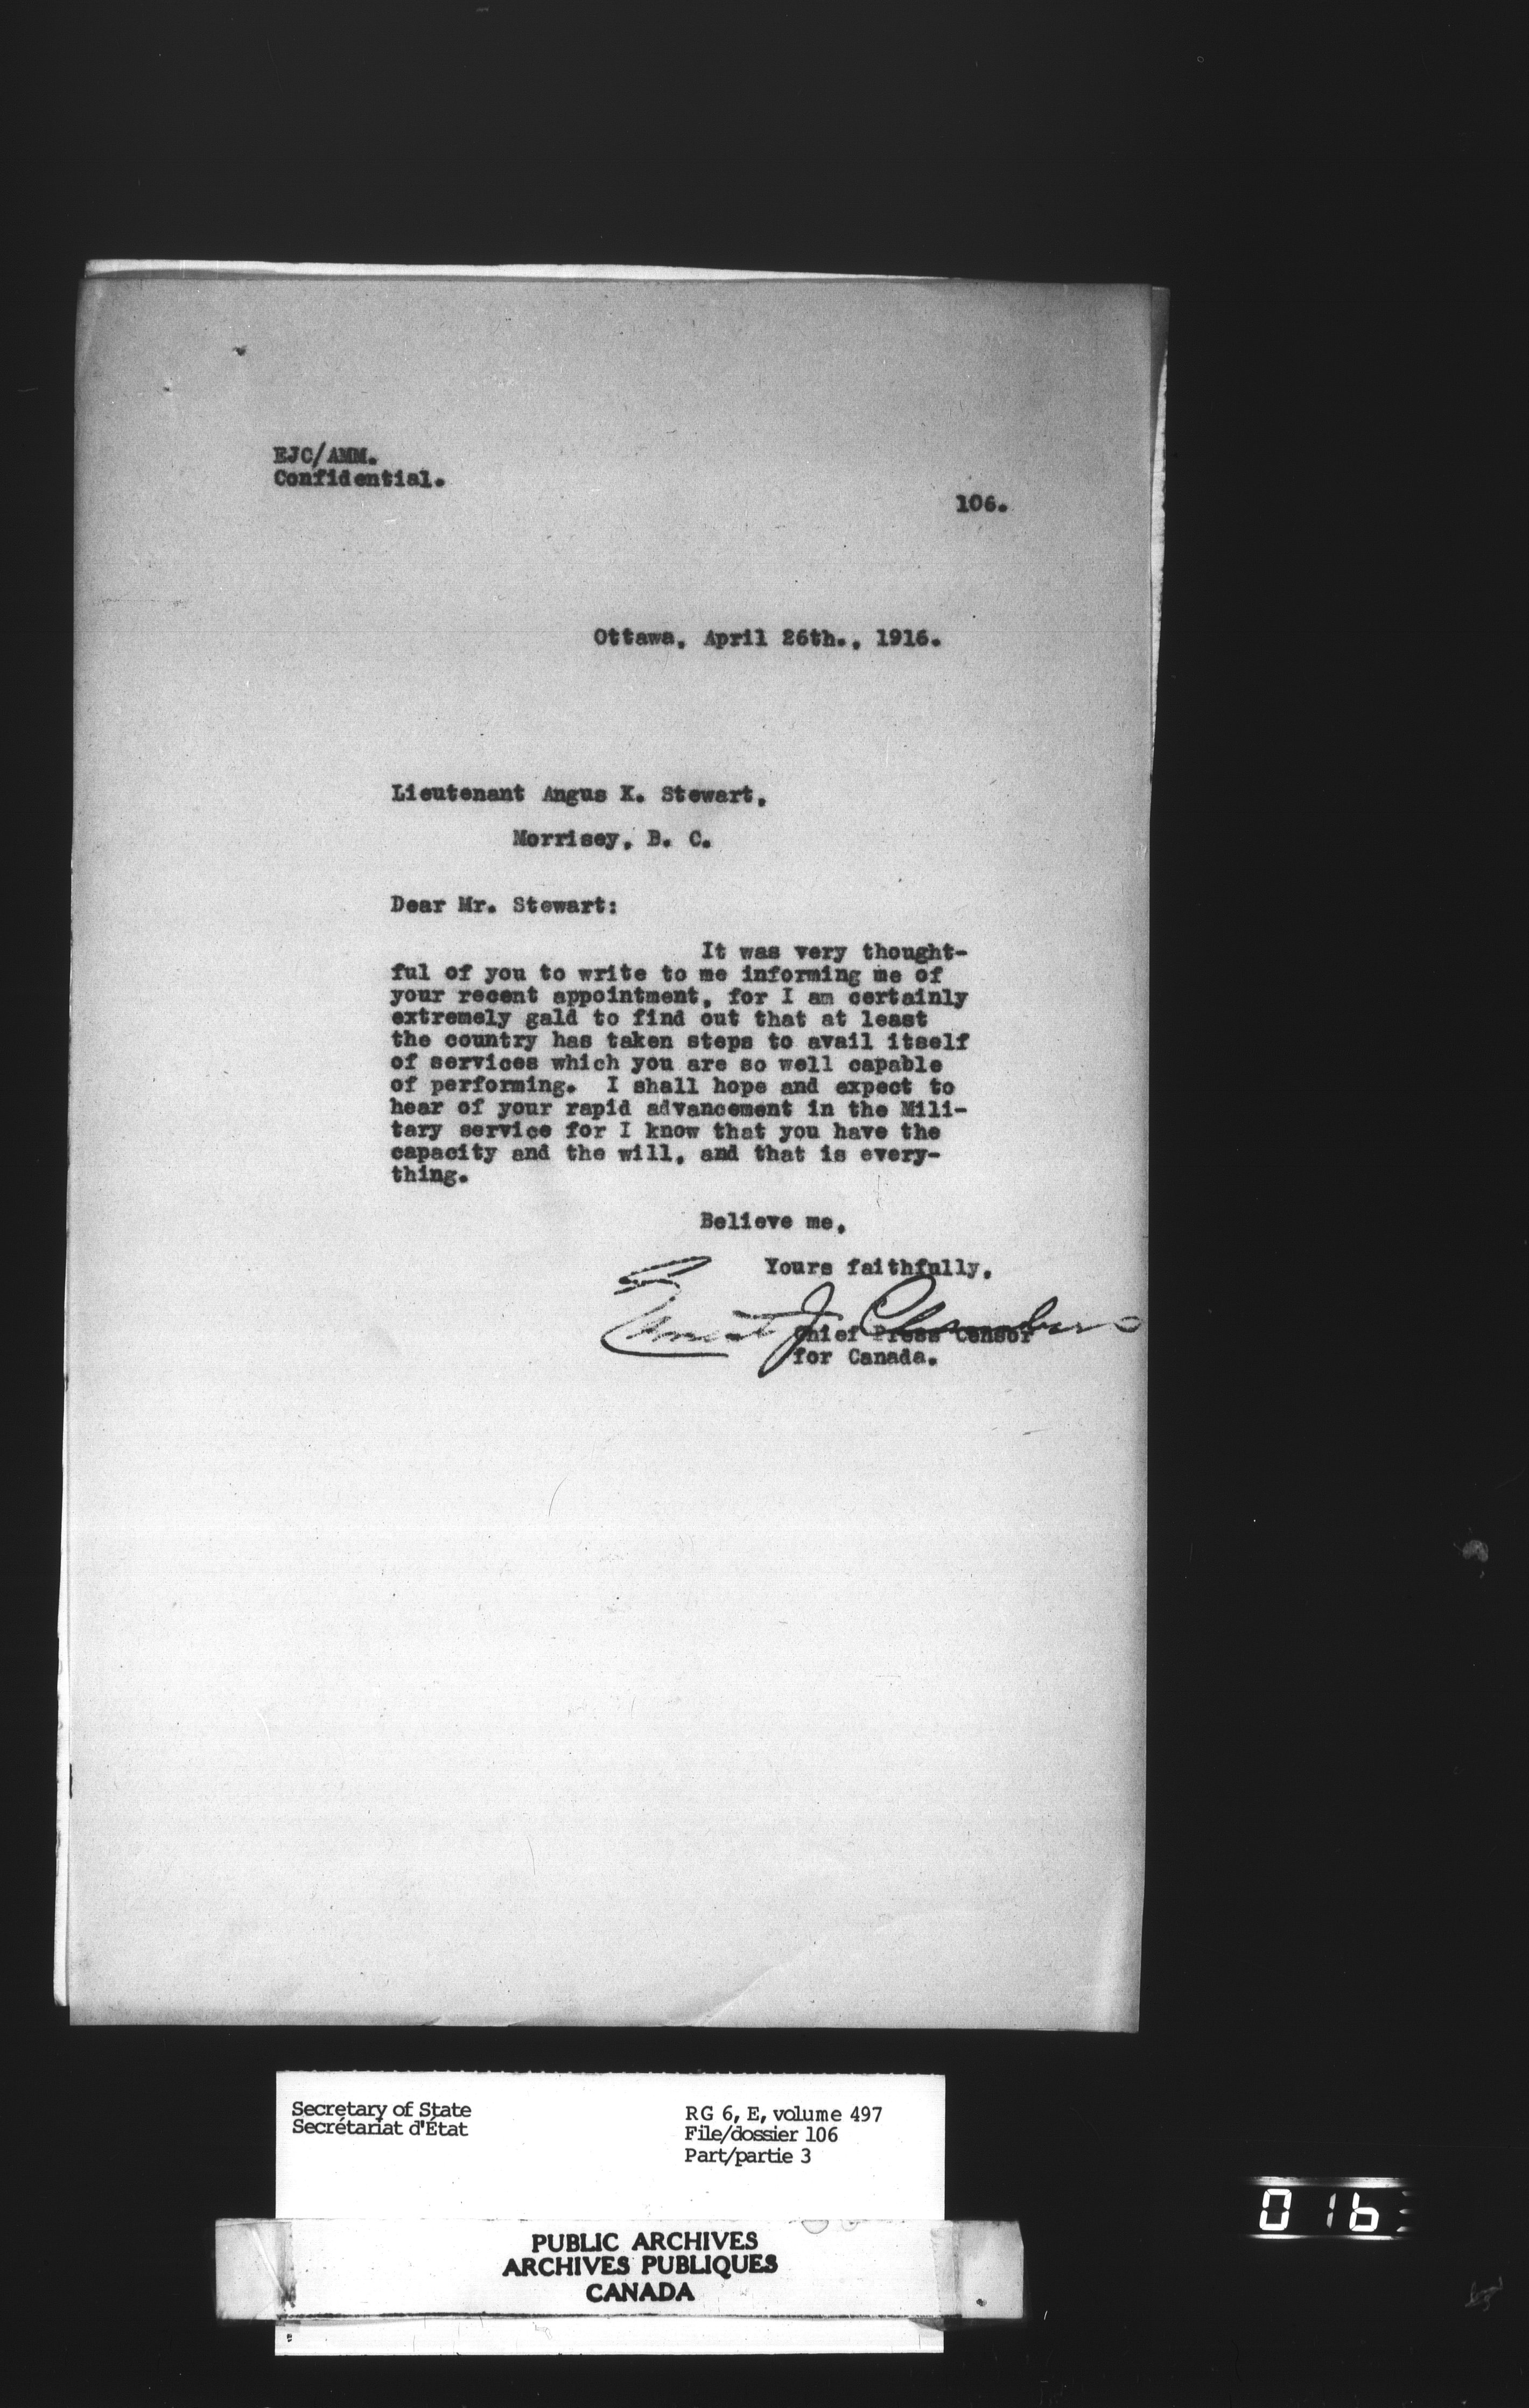 EJC/AMM.
Confidential.
106.
Ottawa, April 26th., 1916.
Lieutenant Angus K. Stewart,
Morrisey, B. C.
Dear Mr. Stewart:
It was very thought-
ful of you to write to me informing me of
your recent appointment, for I am certainly
extremely gald to find out that at least
the country has taken steps to avail itself
of services which you are so well capable
of performing. I shall hope and expect to
hear of your rapid advancement in the Mili-
tary service for I know that you have the
capacity and the will, and that is every-
thing.
Believe me,
Yours faithfully,
Ernest J. Chambers
Chief Press Censor
for Canada.
Secretary of State
Secrétariat d'État
RG 6, E, volume 497
File/dossier 106
Part/partie 3
PUBLIC ARCHIVES
ARCHIVES PUBLIQUES
CANADA